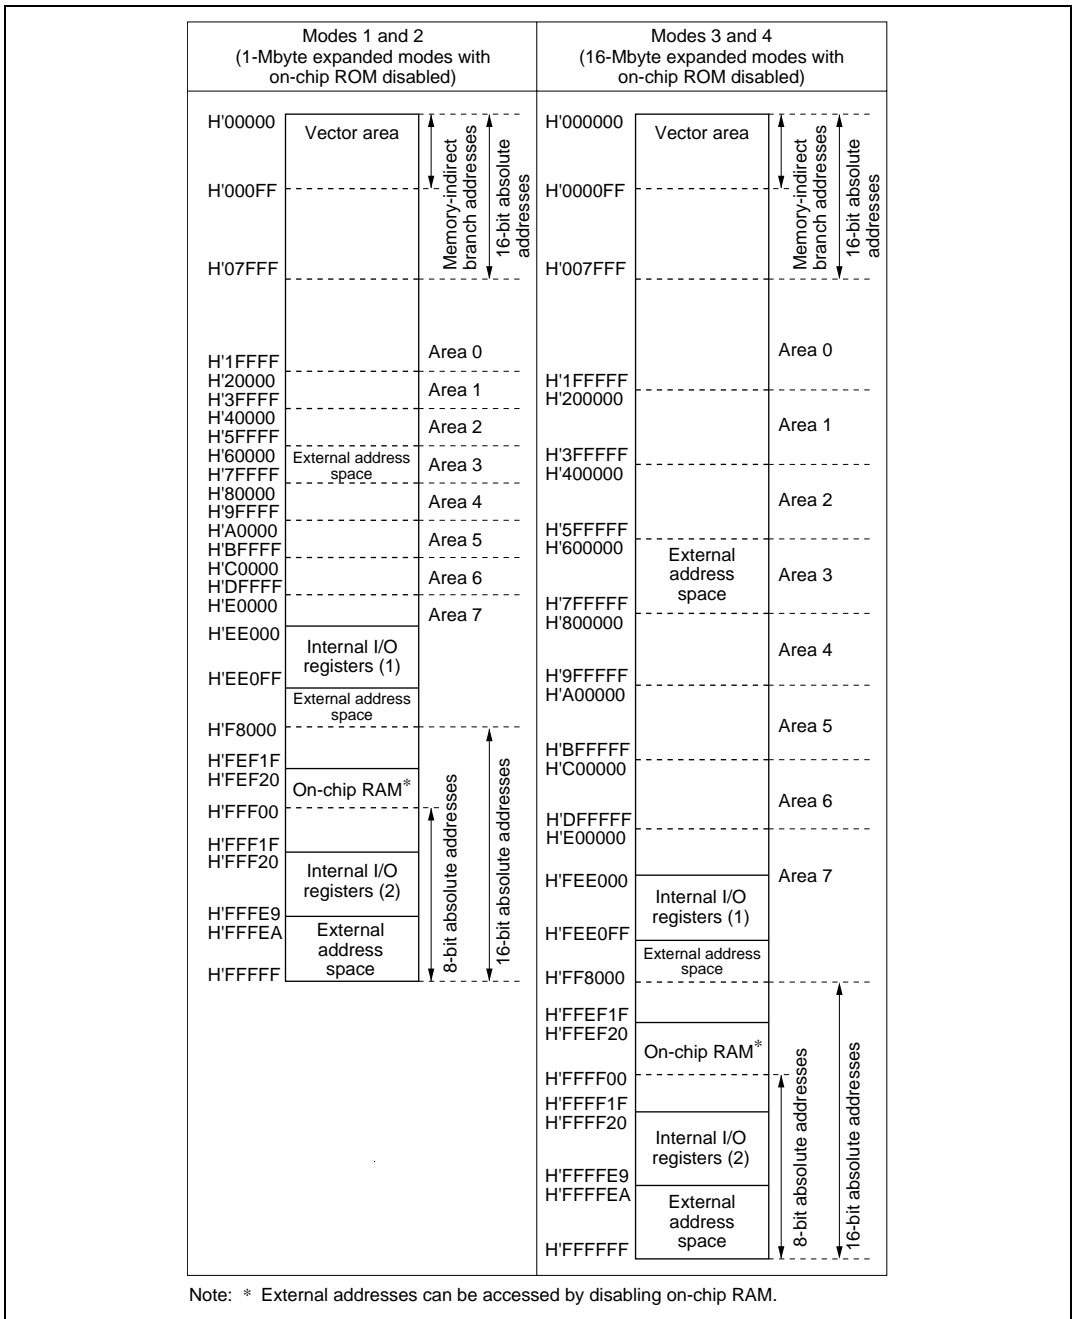 Modes 1 and 2
(1-Mbyte expanded modes with
on-chip ROM disabled)
H'00000
Vector area
H'000FF
H'07FFF
Memory-indirect
branch addresses
16-bit absolute
addresses
Area 0
H'1FFFF
H'20000
Area 1
H'3FFFF
H'40000
Area 2
H'5FFFF
H'60000
External address
space
Area 3
H'7FFFF
H'80000
Area 4
H'9FFFF
H'A0000
Area 5
H'BFFFF
H'C0000
Area 6
H'DFFFF
H'E0000
Area 7
H'EE000
Internal I/O
registers (1)
H'EE0FF
External address
space
H'F8000
H'FEF1F
H'FEF20
On-chip RAM*
H'FFF00
H'FFF1F
H'FFF20
Internal I/O
registers (2)
H'FFFE9
H'FFFEA
External
address
space
H'FFFFF
8-bit absolute addresses
16-bit absolute addresses
Modes 3 and 4
(16-Mbyte expanded modes with
on-chip ROM disabled)
H'000000
Vector area
H'0000FF
H'007FFF
Memory-indirect
branch addresses
16-bit absolute
addresses
Area 0
H'1FFFFF
H'200000
Area 1
H'3FFFFF
H'400000
Area 2
H'5FFFFF
H'600000
External
address
space
Area 3
H'7FFFFF
H'800000
Area 4
H'9FFFFF
H'A00000
Area 5
H'BFFFFF
H'C00000
Area 6
H'DFFFFF
H'E00000
Area 7
H'FEE000
Internal I/O
registers (1)
H'FEE0FF
External address
space
H'FF8000
H'FFEF1F
H'FFEF20
On-chip RAM*
H'FFFF00
H'FFFF1F
H'FFFF20
Internal I/O
registers (2)
H'FFFFE9
H'FFFFEA
External
address
space
H'FFFFFF
8-bit absolute addresses
16-bit absolute addresses
Note: * External addresses can be accessed by disabling on-chip RAM.